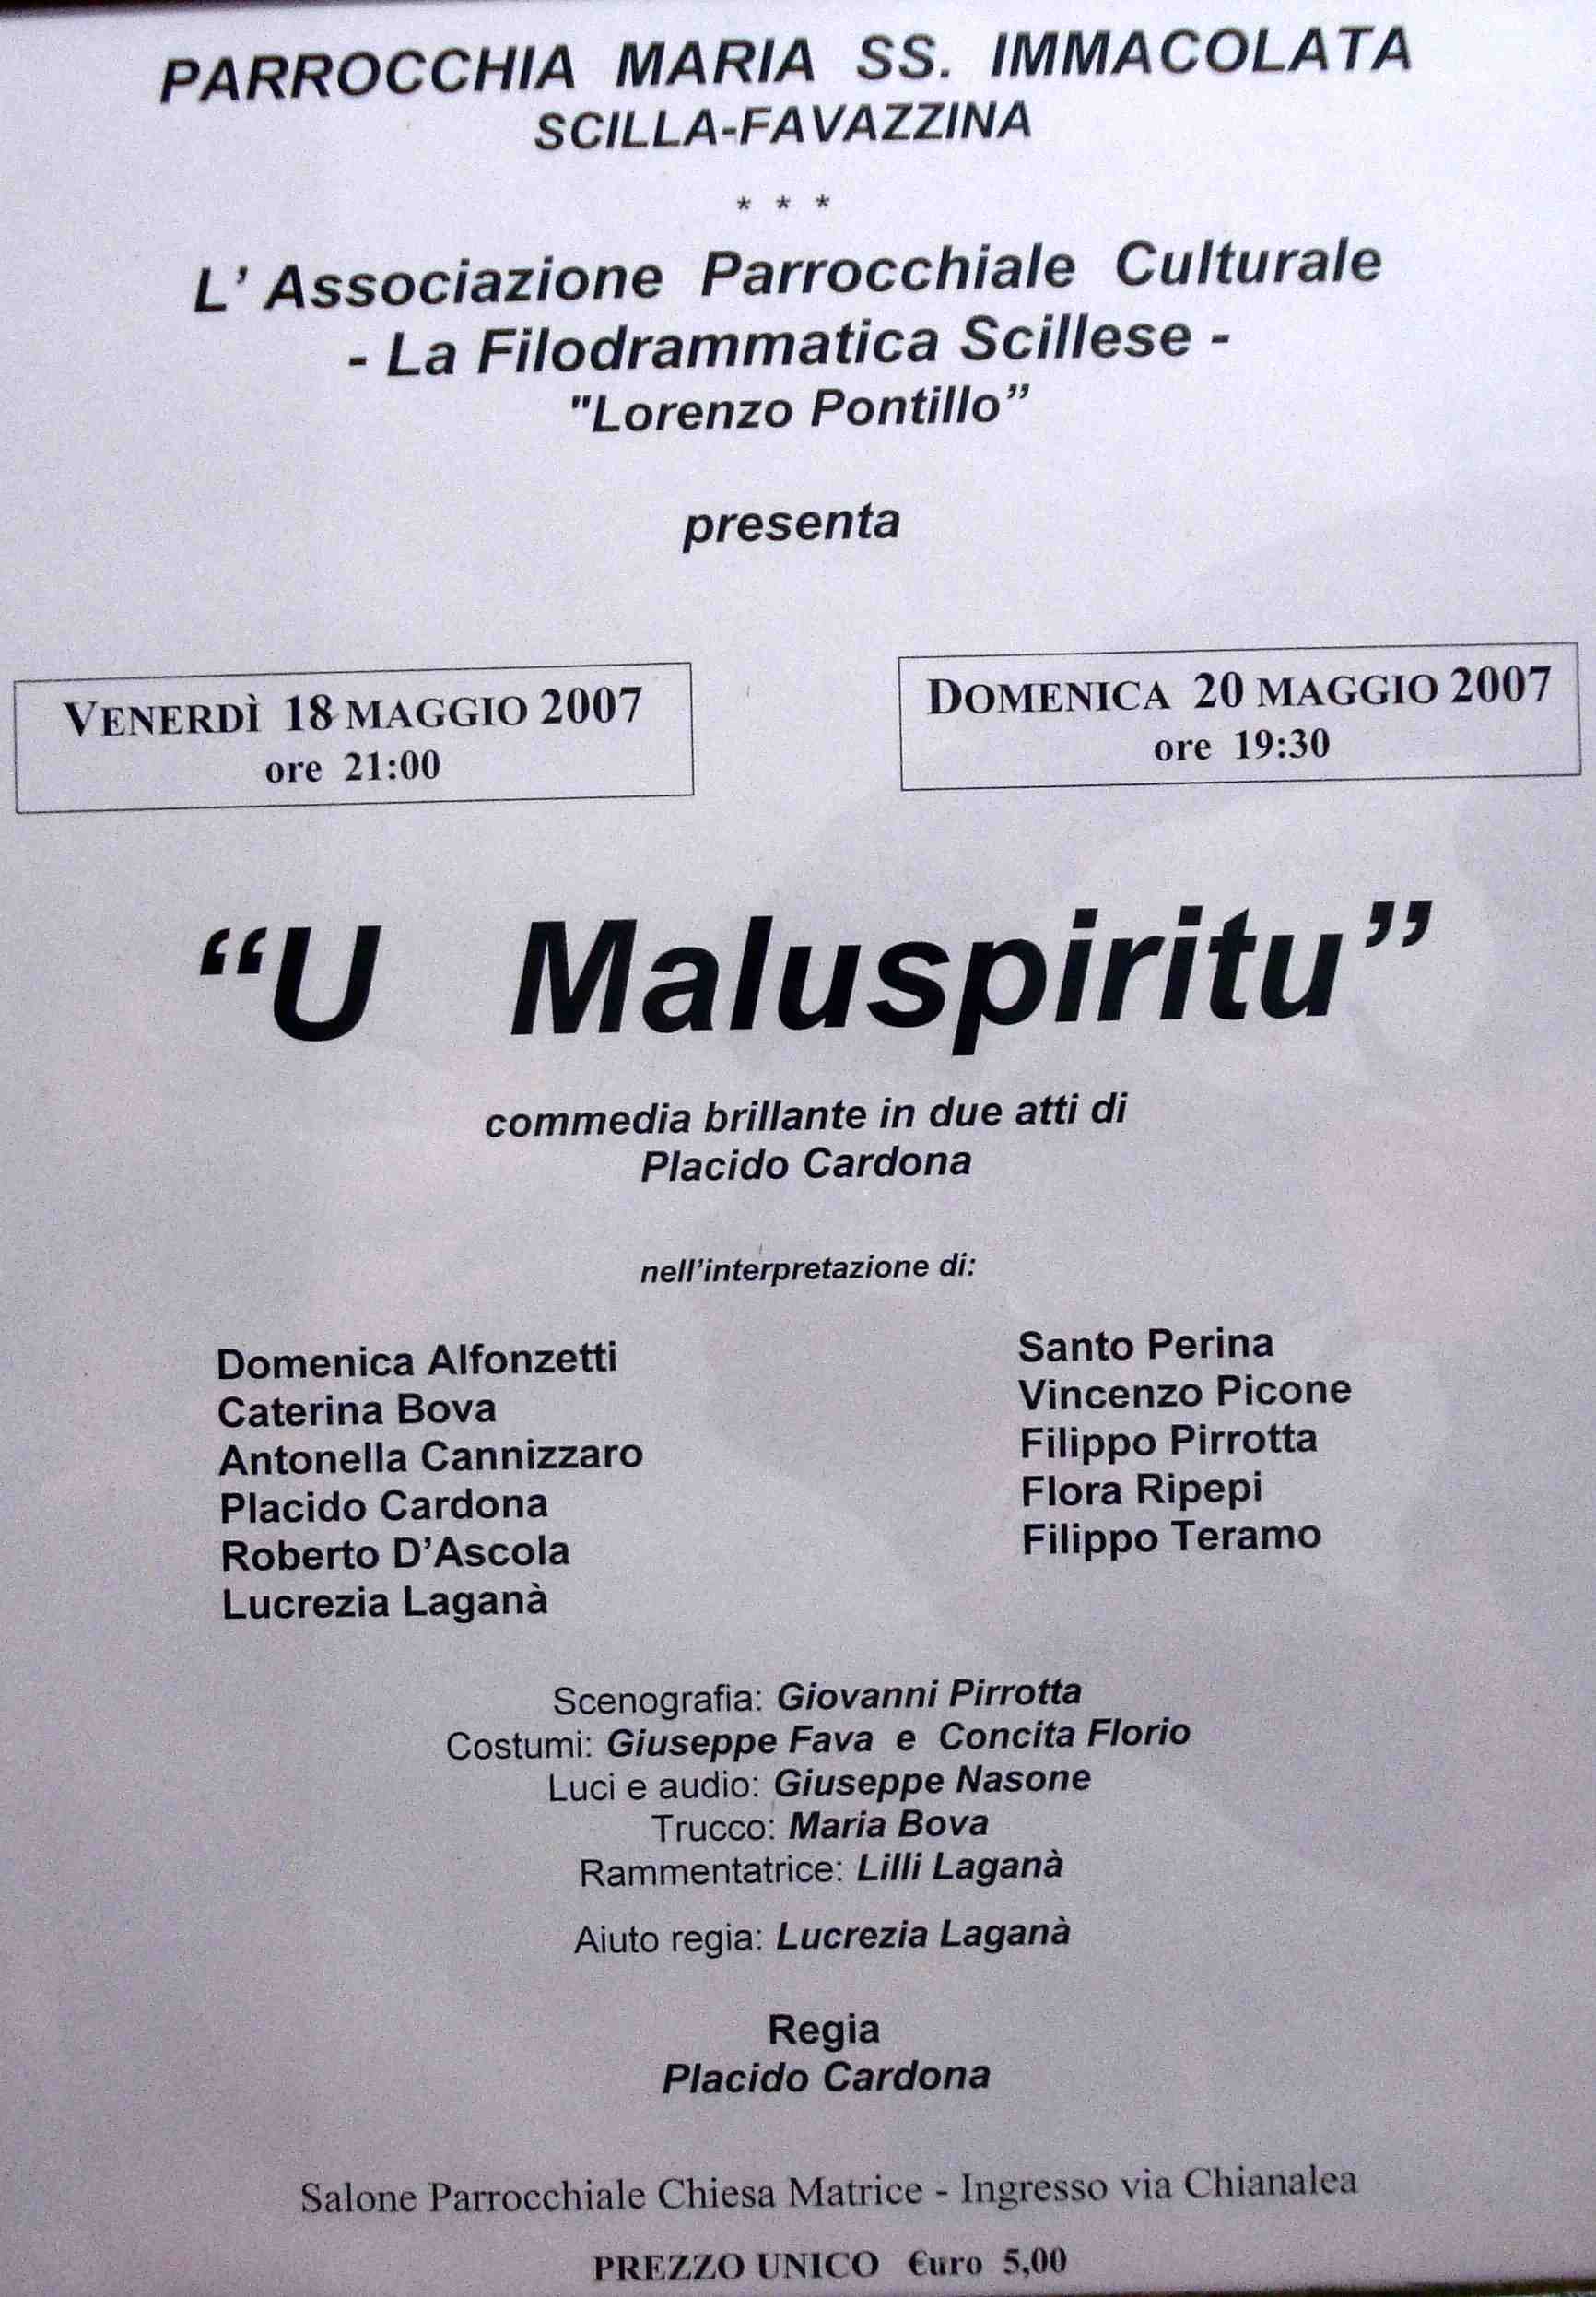 PARROCCHIA MARIA SS. IMMACOLATA
SCILLA-FAVAZZINA
* * *
L' Associazione Parrocchiale Culturale
- La Filodrammatica Scillese -
"Lorenzo Pontillo”
presenta
VENERDÌ 18 MAGGIO 2007
ore 21:00
DOMENICA 20 MAGGIO 2007
ore 19:30
“U Maluspiritu”
commedia brillante in due atti di
Placido Cardona
nell’interpretazione di:
Domenica Alfonzetti
Caterina Bova
Antonella Cannizzaro
Placido Cardona
Roberto D’Ascola
Lucrezia Laganà
Santo Perina
Vincenzo Picone
Filippo Pirrotta
Flora Ripepi
Filippo Teramo
Scenografia: Giovanni Pirrotta
Costumi: Giuseppe Fava e Concita Florio
Luci e audio: Giuseppe Nasone
Trucco: Maria Bova
Rammentatrice: Lilli Laganà
Aiuto regia: Lucrezia Laganà
Regia
Placido Cardona
Salone Parrocchiale Chiesa Matrice - Ingresso via Chianalea
PREZZO UNICO €uro 5,00